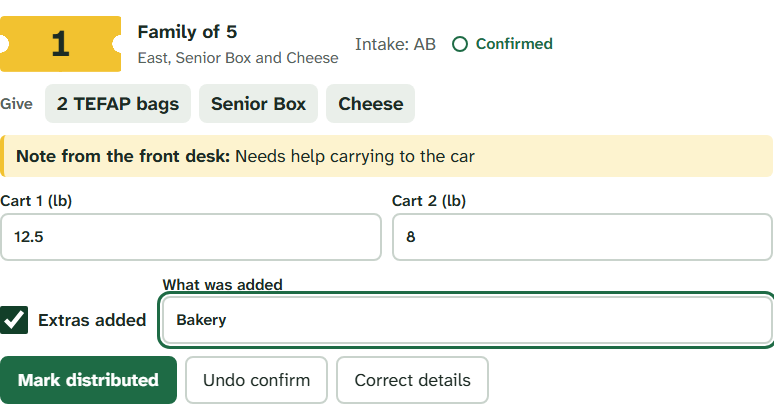 1
Family of 5
East, Senior Box and Cheese
Intake: AB
Confirmed
Give
2 TEFAP bags
Senior Box
Cheese
Note from the front desk: Needs help carrying to the car
Cart 1 (lb)
Cart 2 (lb)
12.5
8
What was added
Extras added
Bakery
Mark distributed
Undo confirm
Correct details